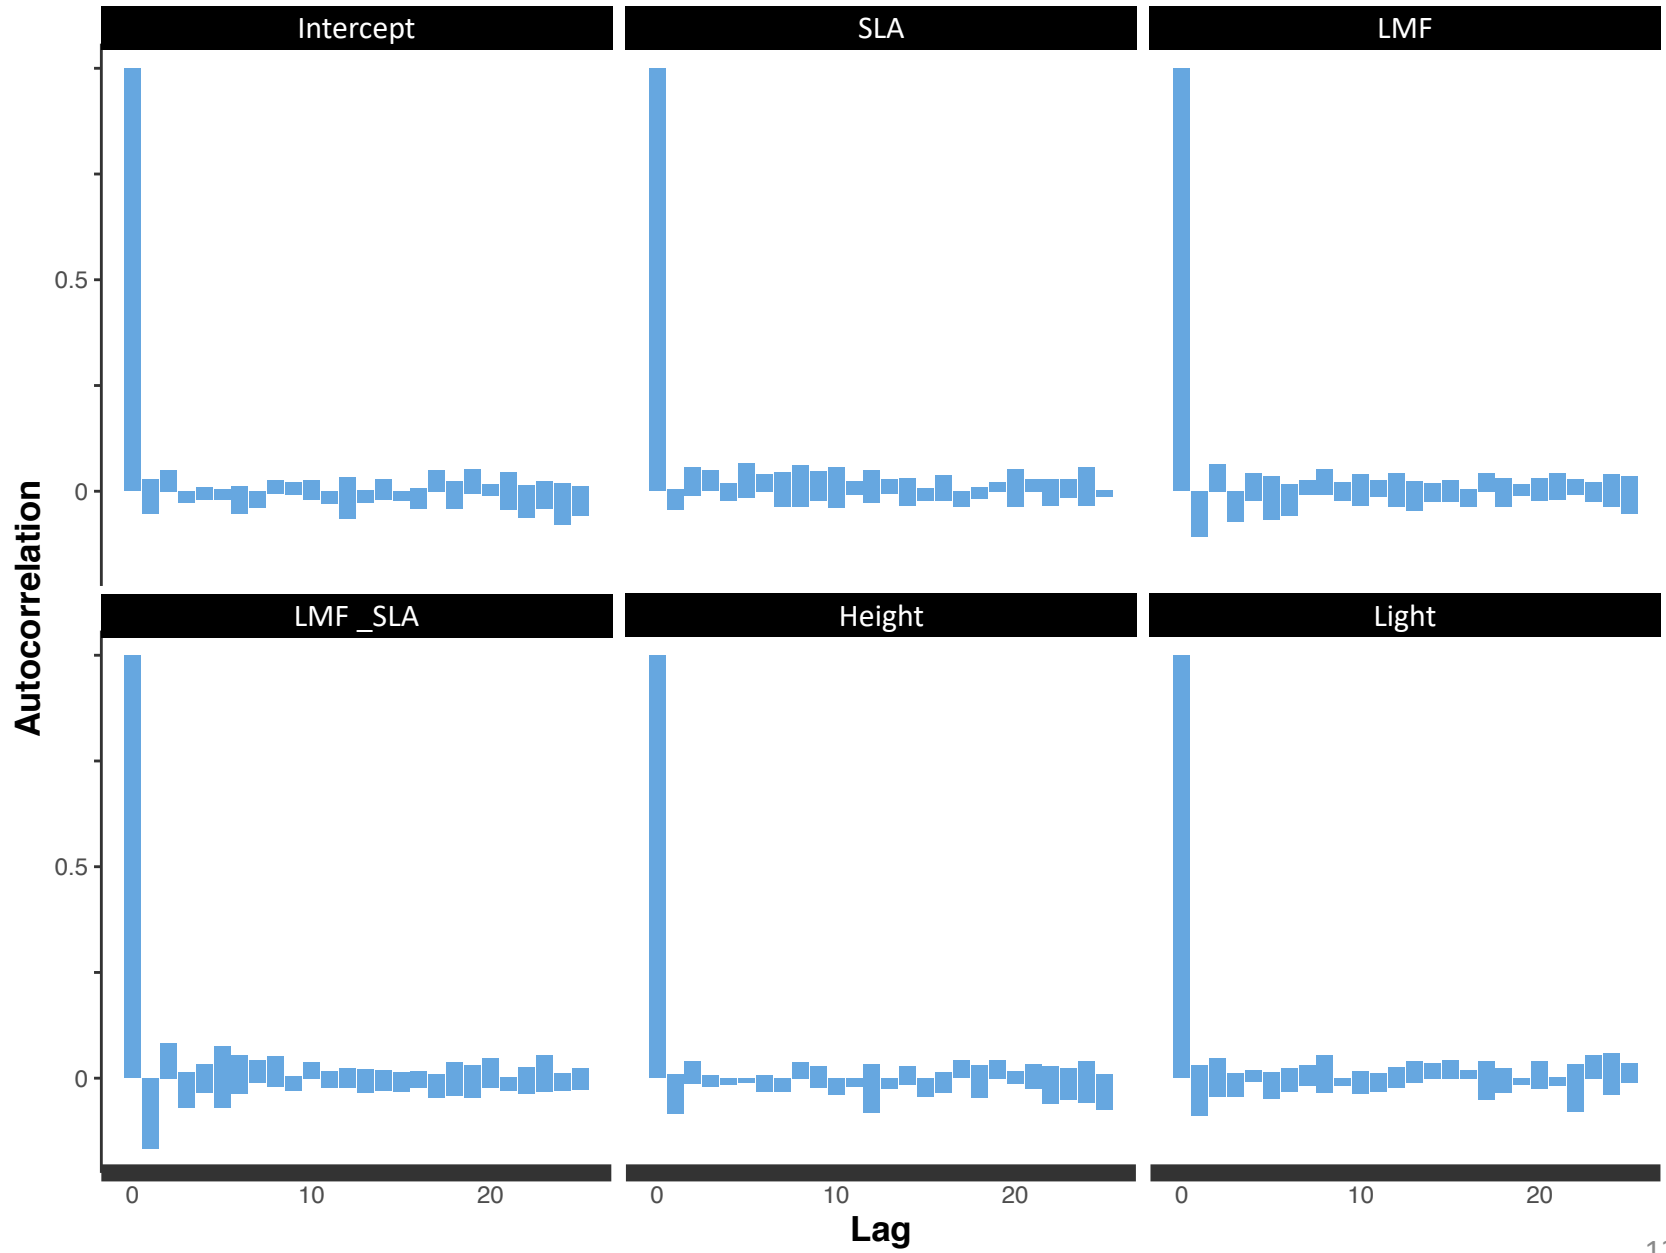 Intercept SLA LMF
0.5
0
Autocorrelation
LMF _SLA Height Light
0.5
0
0 10 20 0 10 20 0 10 20
Lag